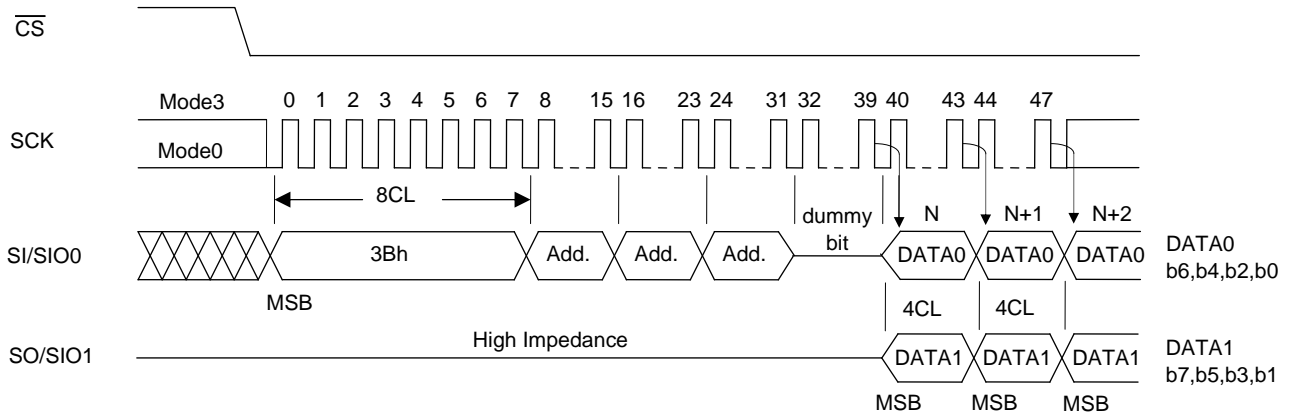 CS
Mode3 0 1 2 3 4 5 6 7 8 15 16 23 24 31 32 39 40 43 44 47
SCK
Mode0
8CL
dummy bit
N N+1 N+2
SI/SIO0 3Bh Add. Add. Add. DATA0 DATA0 DATA0
DATA0
b6,b4,b2,b0
MSB
4CL 4CL
High Impedance
SO/SIO1 DATA1 DATA1 DATA1
DATA1
b7,b5,b3,b1
MSB MSB MSB